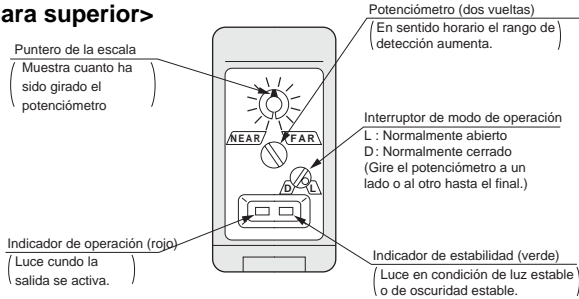 ara superior>
Potenciómetro (dos vueltas)
En sentido horario el rango de
detección aumenta.
Puntero de la escala
Muestra cuanto ha
sido girado el
potenciómetro
NEAR
FAR
D
L
Interruptor de modo de operación
L : Normalmente abierto
D : Normalmente cerrado
(Gire el potenciómetro a un
lado o al otro hasta el final.)
Indicador de operación (rojo)
Luce cundo la
salida se activa.
Indicador de estabilidad (verde)
Luce en condición de luz estable
o de oscuridad estable.